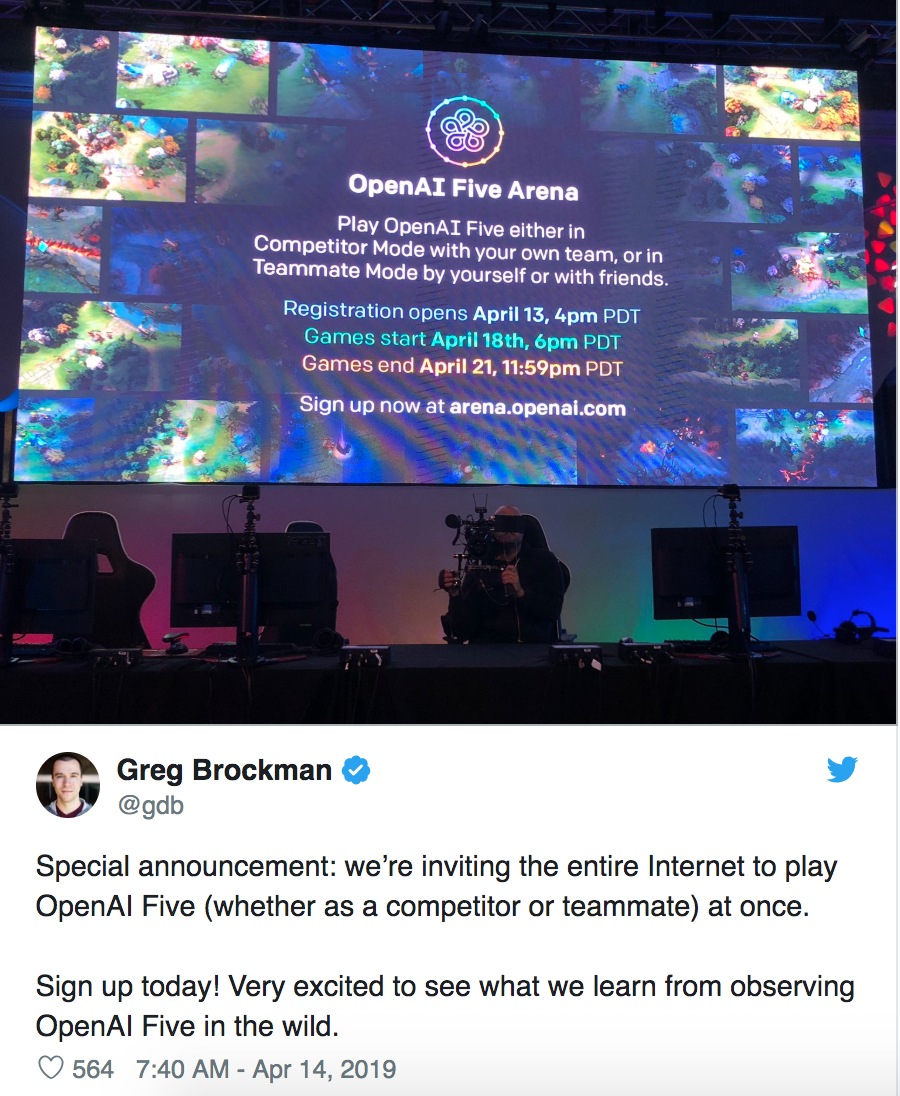 OpenAI Five Arena
Play OpenAI Five either in
Competitor Mode with your own team, or in
Teammate Mode by yourself or with friends.
Registration opens April 13, 4pm PDT
Games start April 18th, 6pm PDT
Games end April 21, 11:59pm PDT
Sign up now at arena.openai.com
Greg Brockman
@gdb
Special announcement: we’re inviting the entire Internet to play
OpenAI Five (whether as a competitor or teammate) at once.
Sign up today! Very excited to see what we learn from observing
OpenAI Five in the wild.
564 7:40 AM - Apr 14, 2019